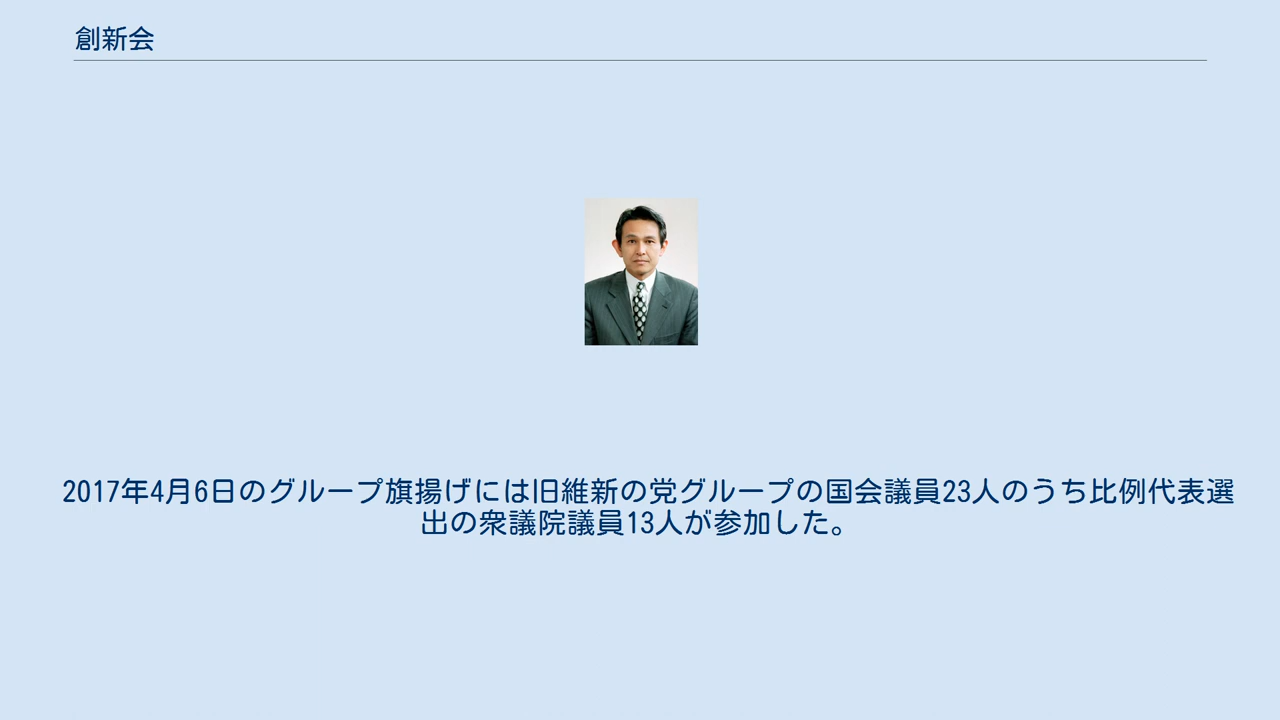 創新会
2017年4月6日のグループ旗揚げには旧維新の党グループの国会議員23人のうち比例代表選
出の衆議院議員13人が参加した。